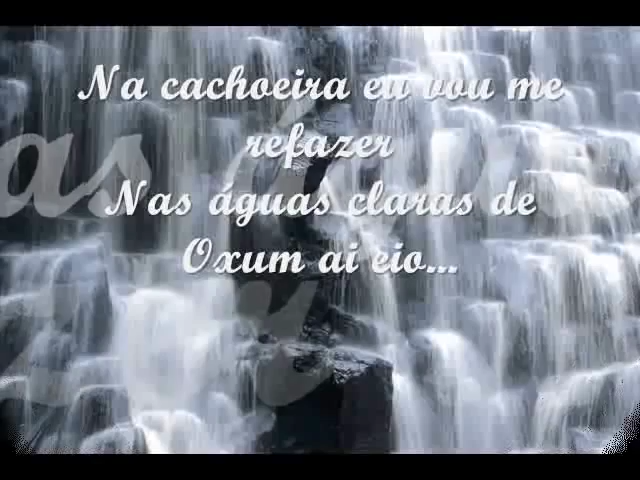 Na cachoeira eu vou me
refazer
Nas águas claras de
Oxum ai eio...